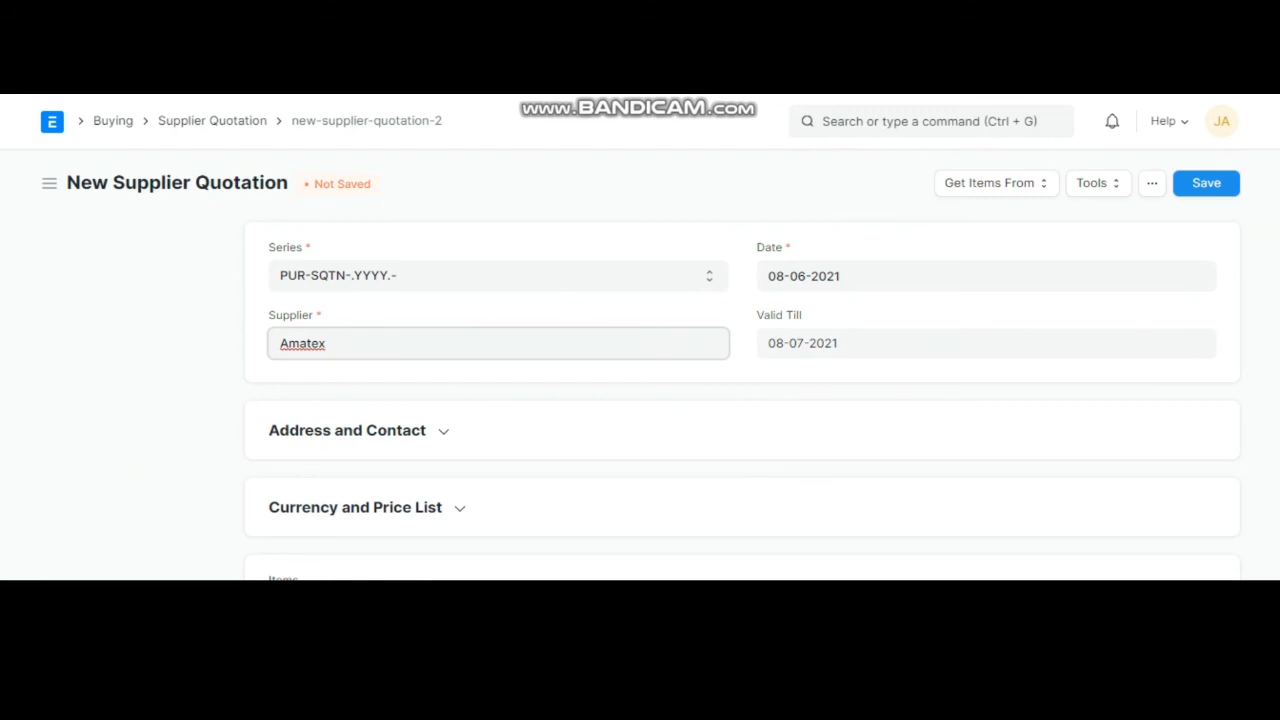 www.BANDICAM.com
E > Buying > Supplier Quotation > new-supplier-quotation-2 Search or type a command (Ctrl + G) Help JA
New Supplier Quotation • Not Saved Get Items From Tools ... Save
Series * Date *
PUR-SQTN-.YYYY.- 08-06-2021
Supplier * Valid Till
Amatex 08-07-2021
Address and Contact
Currency and Price List
Items